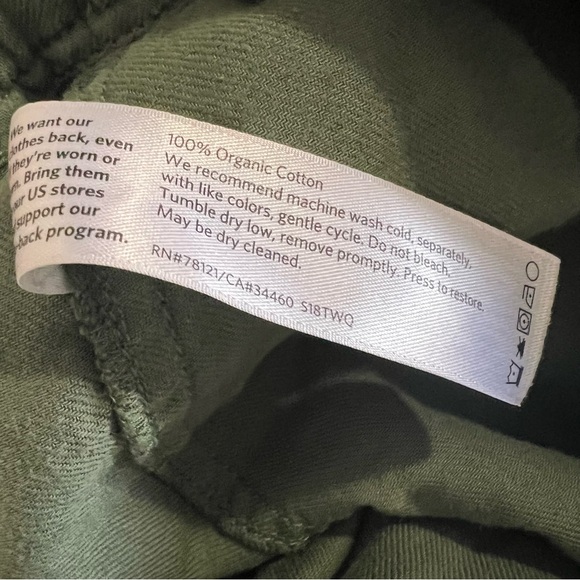 We want our
clothes back, even
they're worn or
Bring them
our US stores
support our
back program.
100% Organic Cotton
We recommend machine wash cold, separately,
with like colors, gentle cycle. Do not bleach.
Tumble dry low, remove promptly. Press to restore.
May be dry cleaned.
RN#78121/CA#34460 S18TWQ